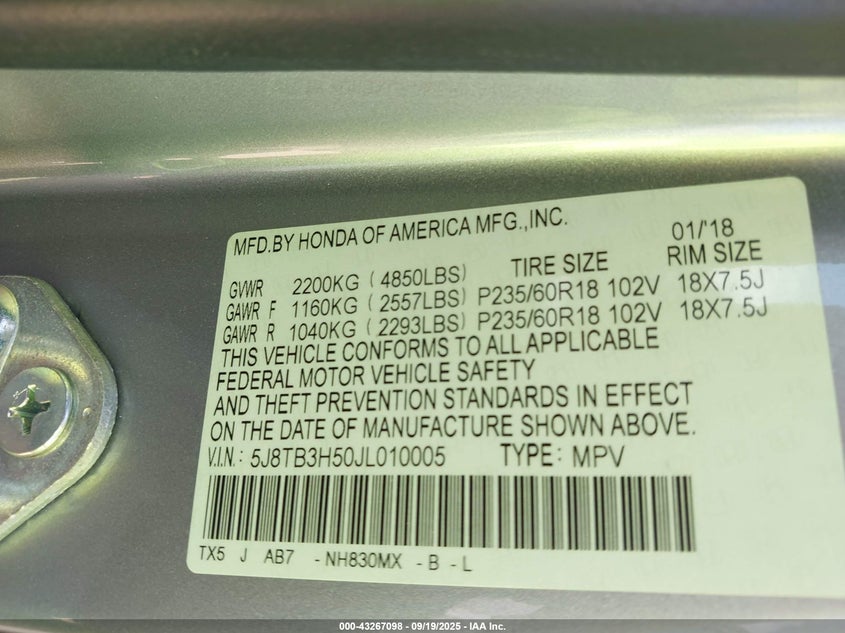 MFD.BY HONDA OF AMERICA MFG.,INC. 01/'18
TIRE SIZE RIM SIZE
GVWR 2200KG (4850LBS)
GAWR F 1160KG (2557LBS) P235/60R18 102V 18X7.5J
GAWR R 1040KG (2293LBS) P235/60R18 102V 18X7.5J
THIS VEHICLE CONFORMS TO ALL APPLICABLE
FEDERAL MOTOR VEHICLE SAFETY
AND THEFT PREVENTION STANDARDS IN EFFECT
ON THE DATE OF MANUFACTURE SHOWN ABOVE.
V.I.N: 5J8TB3H50JL010005 TYPE: MPV
TX5 J AB7 -NH830MX -B -L
000-43267098 - 09/19/2025 - IAA Inc.